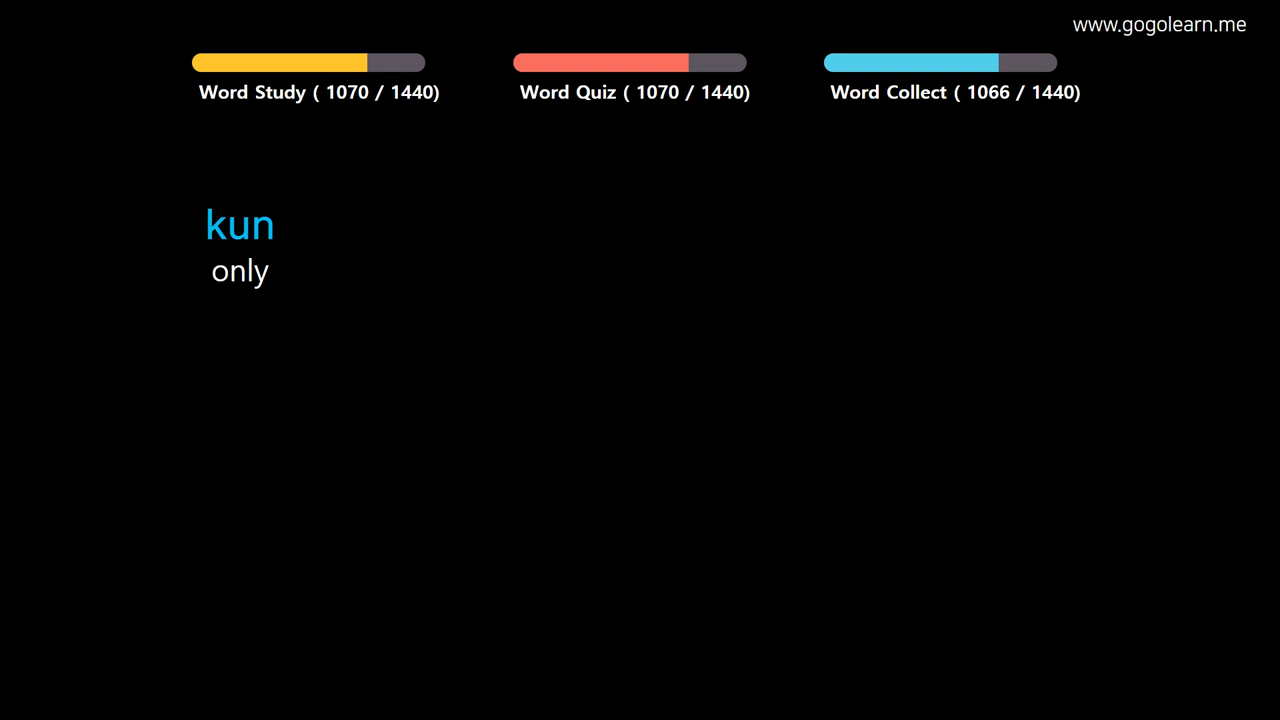 www.gogolearn.me
Word Study ( 1070 / 1440)
Word Quiz ( 1070 / 1440)
Word Collect ( 1066 / 1440)
kun
only